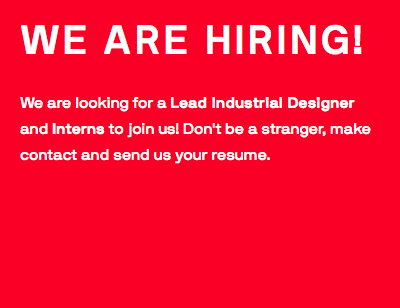 WE ARE HIRING!
We are looking for a Lead Industrial Designer
and Interns to join us! Don't be a stranger, make
contact and send us your resume.